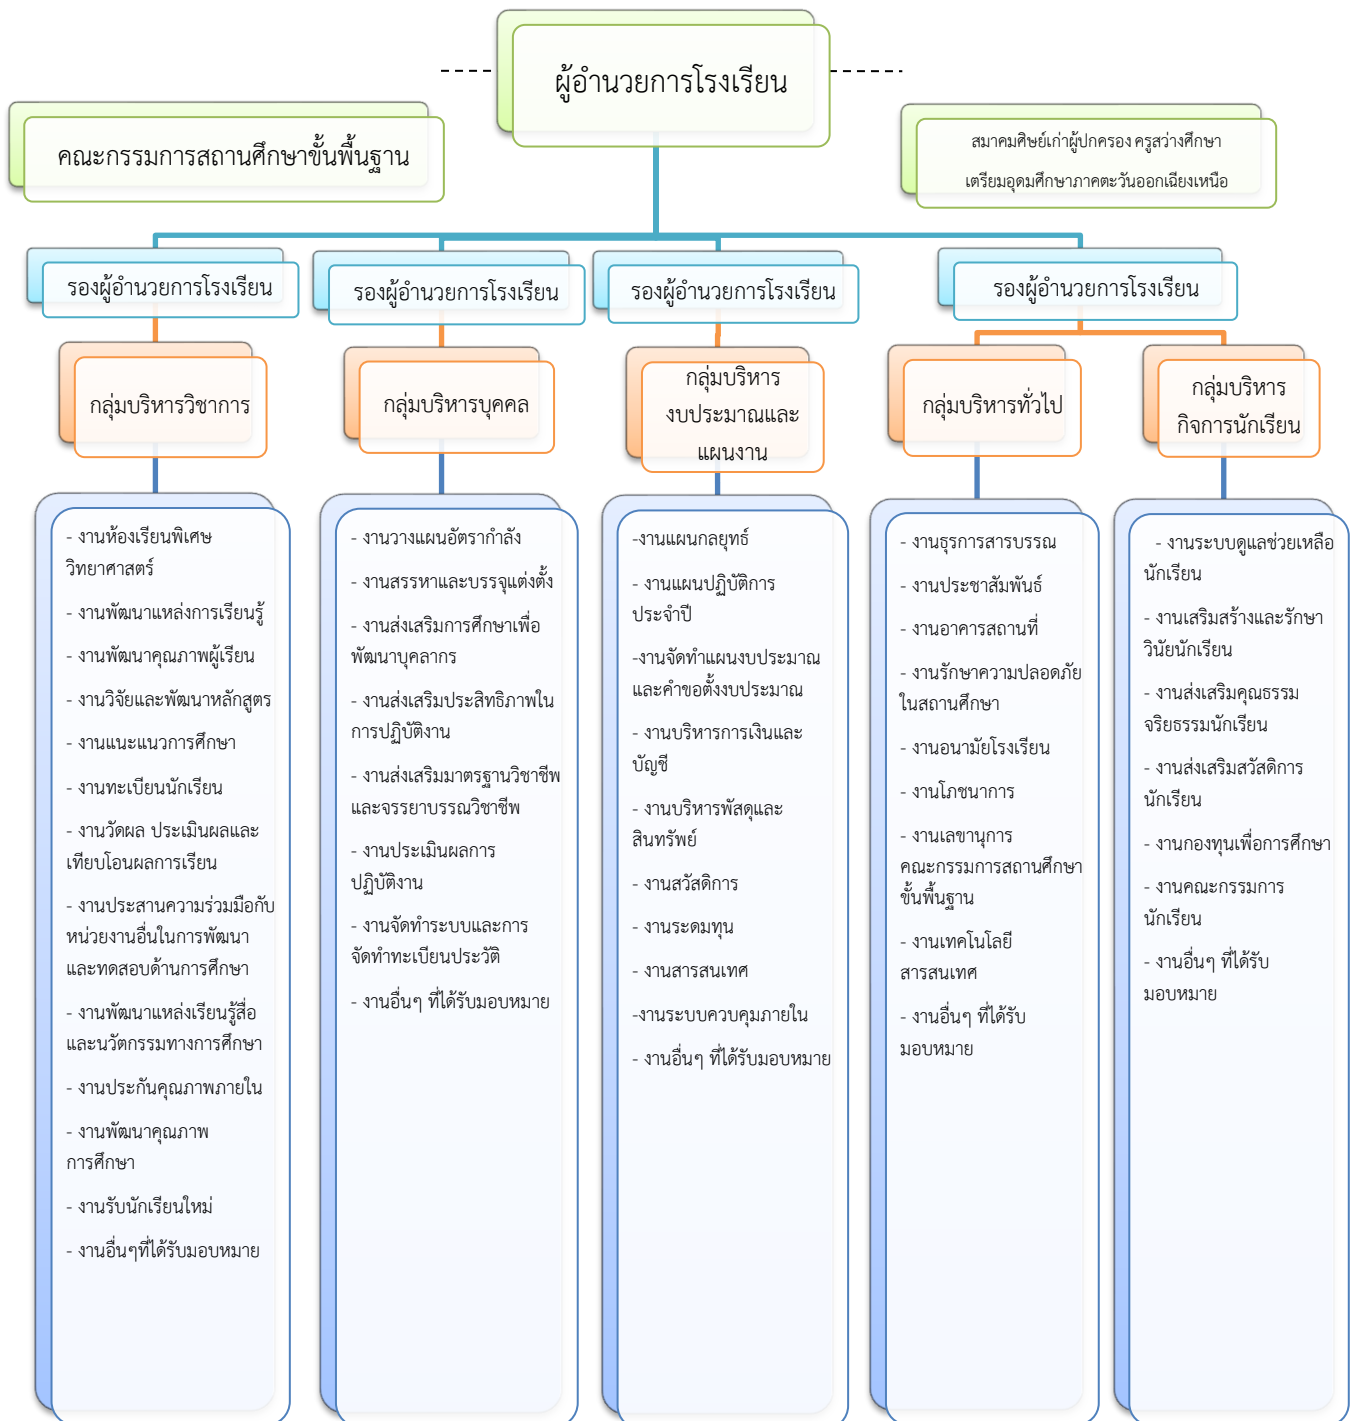 ผู้อำนวยการโรงเรียน
คณะกรรมการสถานศึกษาขั้นพื้นฐาน
สมาคมศิษย์เก่าผู้ปกครอง ครูสว่างศึกษา
เตรียมอุดมศึกษาภาคตะวันออกเฉียงเหนือ
รองผู้อำนวยการโรงเรียน
รองผู้อำนวยการโรงเรียน
รองผู้อำนวยการโรงเรียน
รองผู้อำนวยการโรงเรียน
กลุ่มบริหารวิชาการ
กลุ่มบริหารบุคคล
กลุ่มบริหาร
งบประมาณและ
แผนงาน
กลุ่มบริหารทั่วไป
กลุ่มบริหาร
กิจการนักเรียน
- งานห้องเรียนพิเศษ
วิทยาศาสตร์
- งานพัฒนาแหล่งการเรียนรู้
- งานพัฒนาคุณภาพผู้เรียน
- งานวิจัยและพัฒนาหลักสูตร
- งานแนะแนวการศึกษา
- งานทะเบียนนักเรียน
- งานวัดผล ประเมินผลและ
เทียบโอนผลการเรียน
- งานประสานความร่วมมือกับ
หน่วยงานอื่นในการพัฒนา
และทดสอบด้านการศึกษา
- งานพัฒนาแหล่งเรียนรู้สื่อ
และนวัตกรรมทางการศึกษา
- งานประกันคุณภาพภายใน
- งานพัฒนาคุณภาพ
การศึกษา
- งานรับนักเรียนใหม่
- งานอื่นๆที่ได้รับมอบหมาย
- งานวางแผนอัตรากำลัง
- งานสรรหาและบรรจุแต่งตั้ง
- งานส่งเสริมการศึกษาเพื่อ
พัฒนาบุคลากร
- งานส่งเสริมประสิทธิภาพใน
การปฏิบัติงาน
- งานส่งเสริมมาตรฐานวิชาชีพ
และจรรยาบรรณวิชาชีพ
- งานประเมินผลการ
ปฏิบัติงาน
- งานจัดทำระบบและการ
จัดทำทะเบียนประวัติ
- งานอื่นๆ ที่ได้รับมอบหมาย
-งานแผนกลยุทธ์
- งานแผนปฏิบัติการ
ประจำปี
-งานจัดทำแผนงบประมาณ
และคำขอตั้งงบประมาณ
- งานบริหารการเงินและ
บัญชี
- งานบริหารพัสดุและ
สินทรัพย์
- งานสวัสดิการ
- งานระดมทุน
- งานสารสนเทศ
-งานระบบควบคุมภายใน
- งานอื่นๆ ที่ได้รับมอบหมาย
- งานธุรการสารบรรณ
- งานประชาสัมพันธ์
- งานอาคารสถานที่
- งานรักษาความปลอดภัย
ในสถานศึกษา
- งานอนามัยโรงเรียน
- งานโภชนาการ
- งานเลขานุการ
คณะกรรมการสถานศึกษา
ขั้นพื้นฐาน
- งานเทคโนโลยี
สารสนเทศ
- งานอื่นๆ ที่ได้รับ
มอบหมาย
- งานระบบดูแลช่วยเหลือ
นักเรียน
- งานเสริมสร้างและรักษา
วินัยนักเรียน
- งานส่งเสริมคุณธรรม
จริยธรรมนักเรียน
- งานส่งเสริมสวัสดิการ
นักเรียน
- งานกองทุนเพื่อการศึกษา
- งานคณะกรรมการ
นักเรียน
- งานอื่นๆ ที่ได้รับ
มอบหมาย